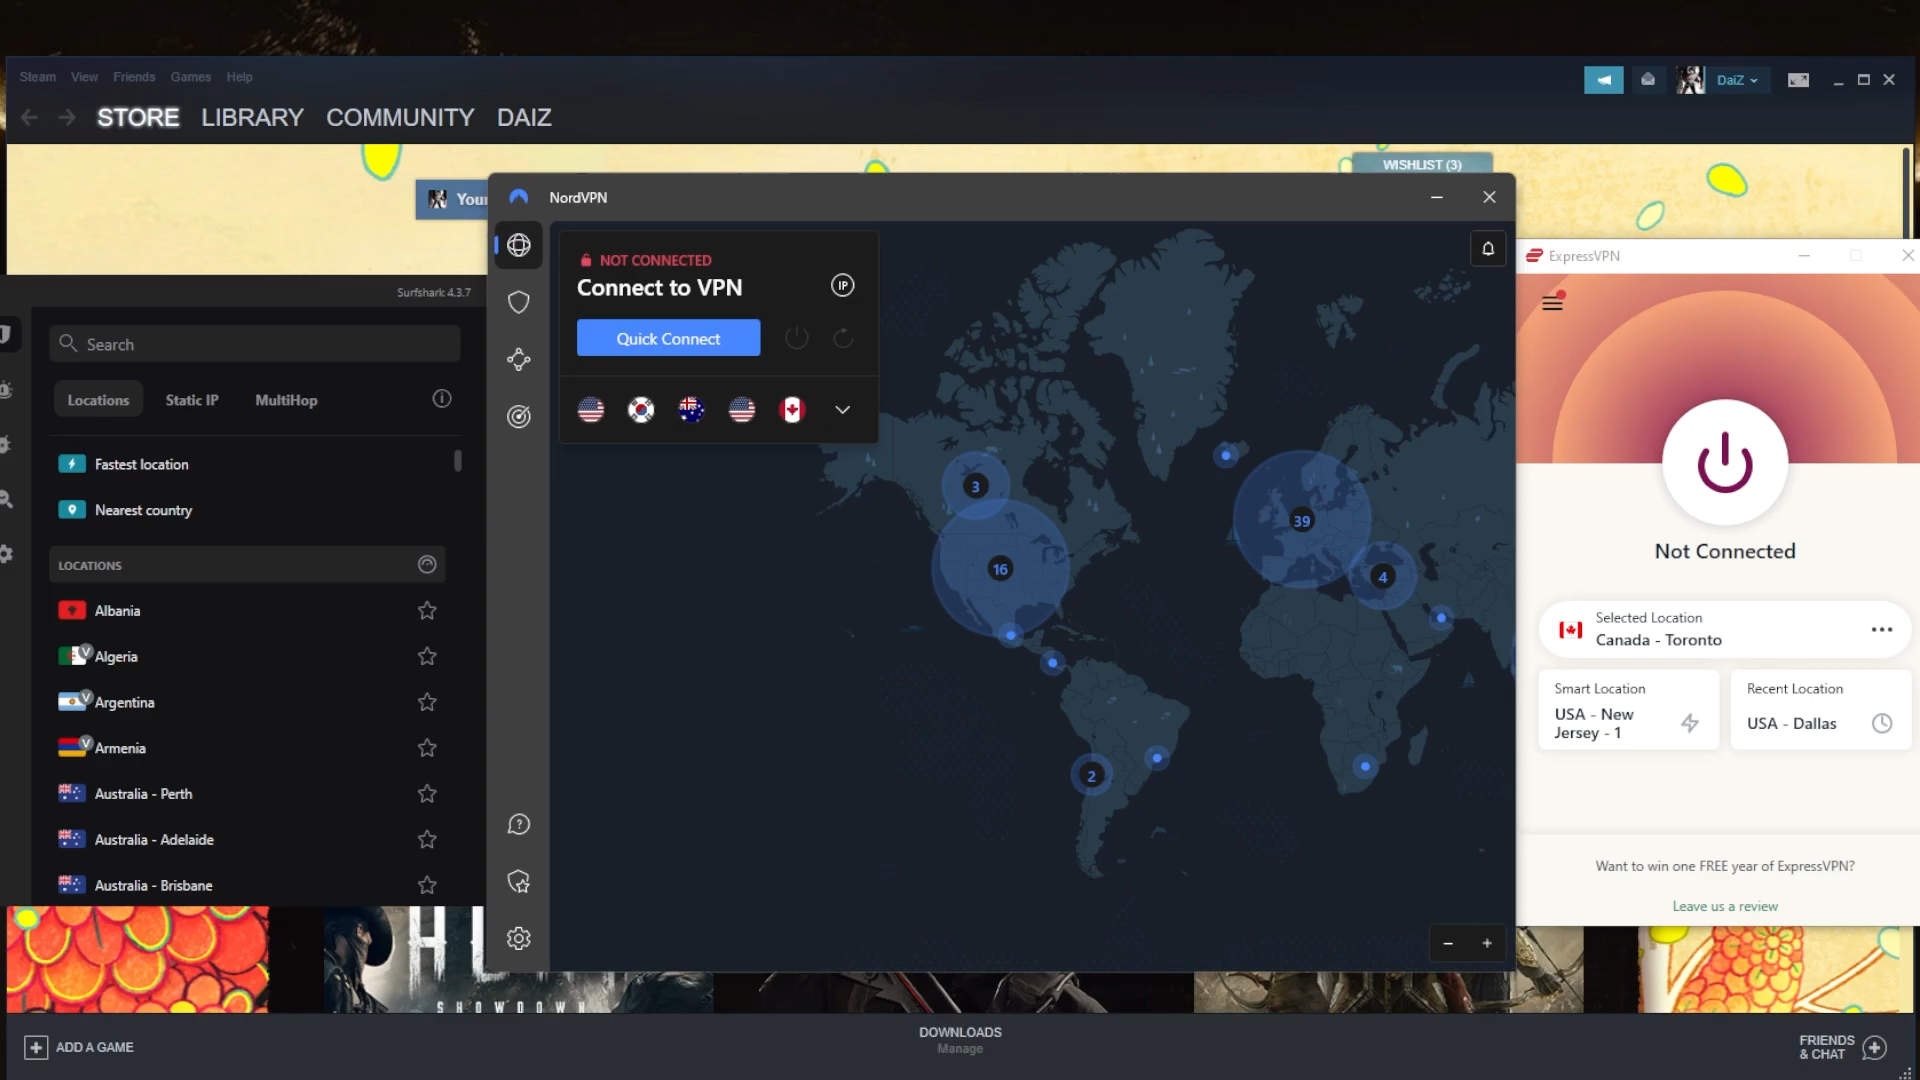 Steam View Friends Games Help
DaiZ
STORE LIBRARY COMMUNITY DAIZ
WISHLIST (3)
Your
NordVPN
NOT CONNECTED
Connect to VPN
IP
Quick Connect
3
16
39
4
2
Surfshark 4.3.7
Search
Locations Static IP MultiHop
Fastest location
Nearest country
LOCATIONS
Albania
V Algeria
V Argentina
V Armenia
Australia - Perth
Australia - Adelaide
Australia - Brisbane
ExpressVPN
Not Connected
Selected Location
Canada - Toronto
Smart Location
USA - New
Jersey - 1
Recent Location
USA - Dallas
Want to win one FREE year of ExpressVPN?
Leave us a review
SHOWDOWN
ADD A GAME
DOWNLOADS
Manage
FRIENDS
& CHAT